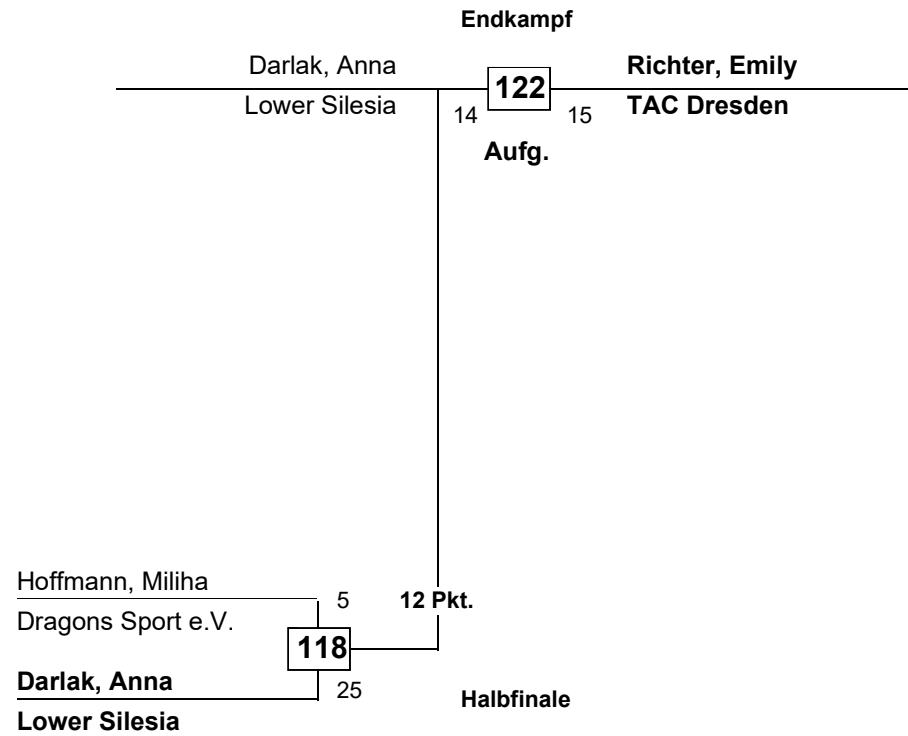 Endkampf
Darlak, Anna
122
Richter, Emily
Lower Silesia
14
15
TAC Dresden
Aufg.
Hoffmann, Miliha
5
12 Pkt.
Dragons Sport e.V.
118
Darlak, Anna
25
Halbfinale
Lower Silesia